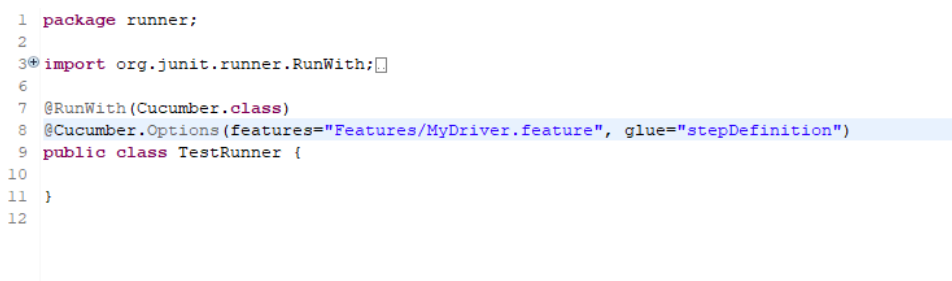 1 package runner;
2
3 import org.junit.runner.RunWith;
6
7 @RunWith(Cucumber.class)
8 @Cucumber.Options(features="Features/MyDriver.feature", glue="stepDefinition")
9 public class TestRunner {
10
11 }
12